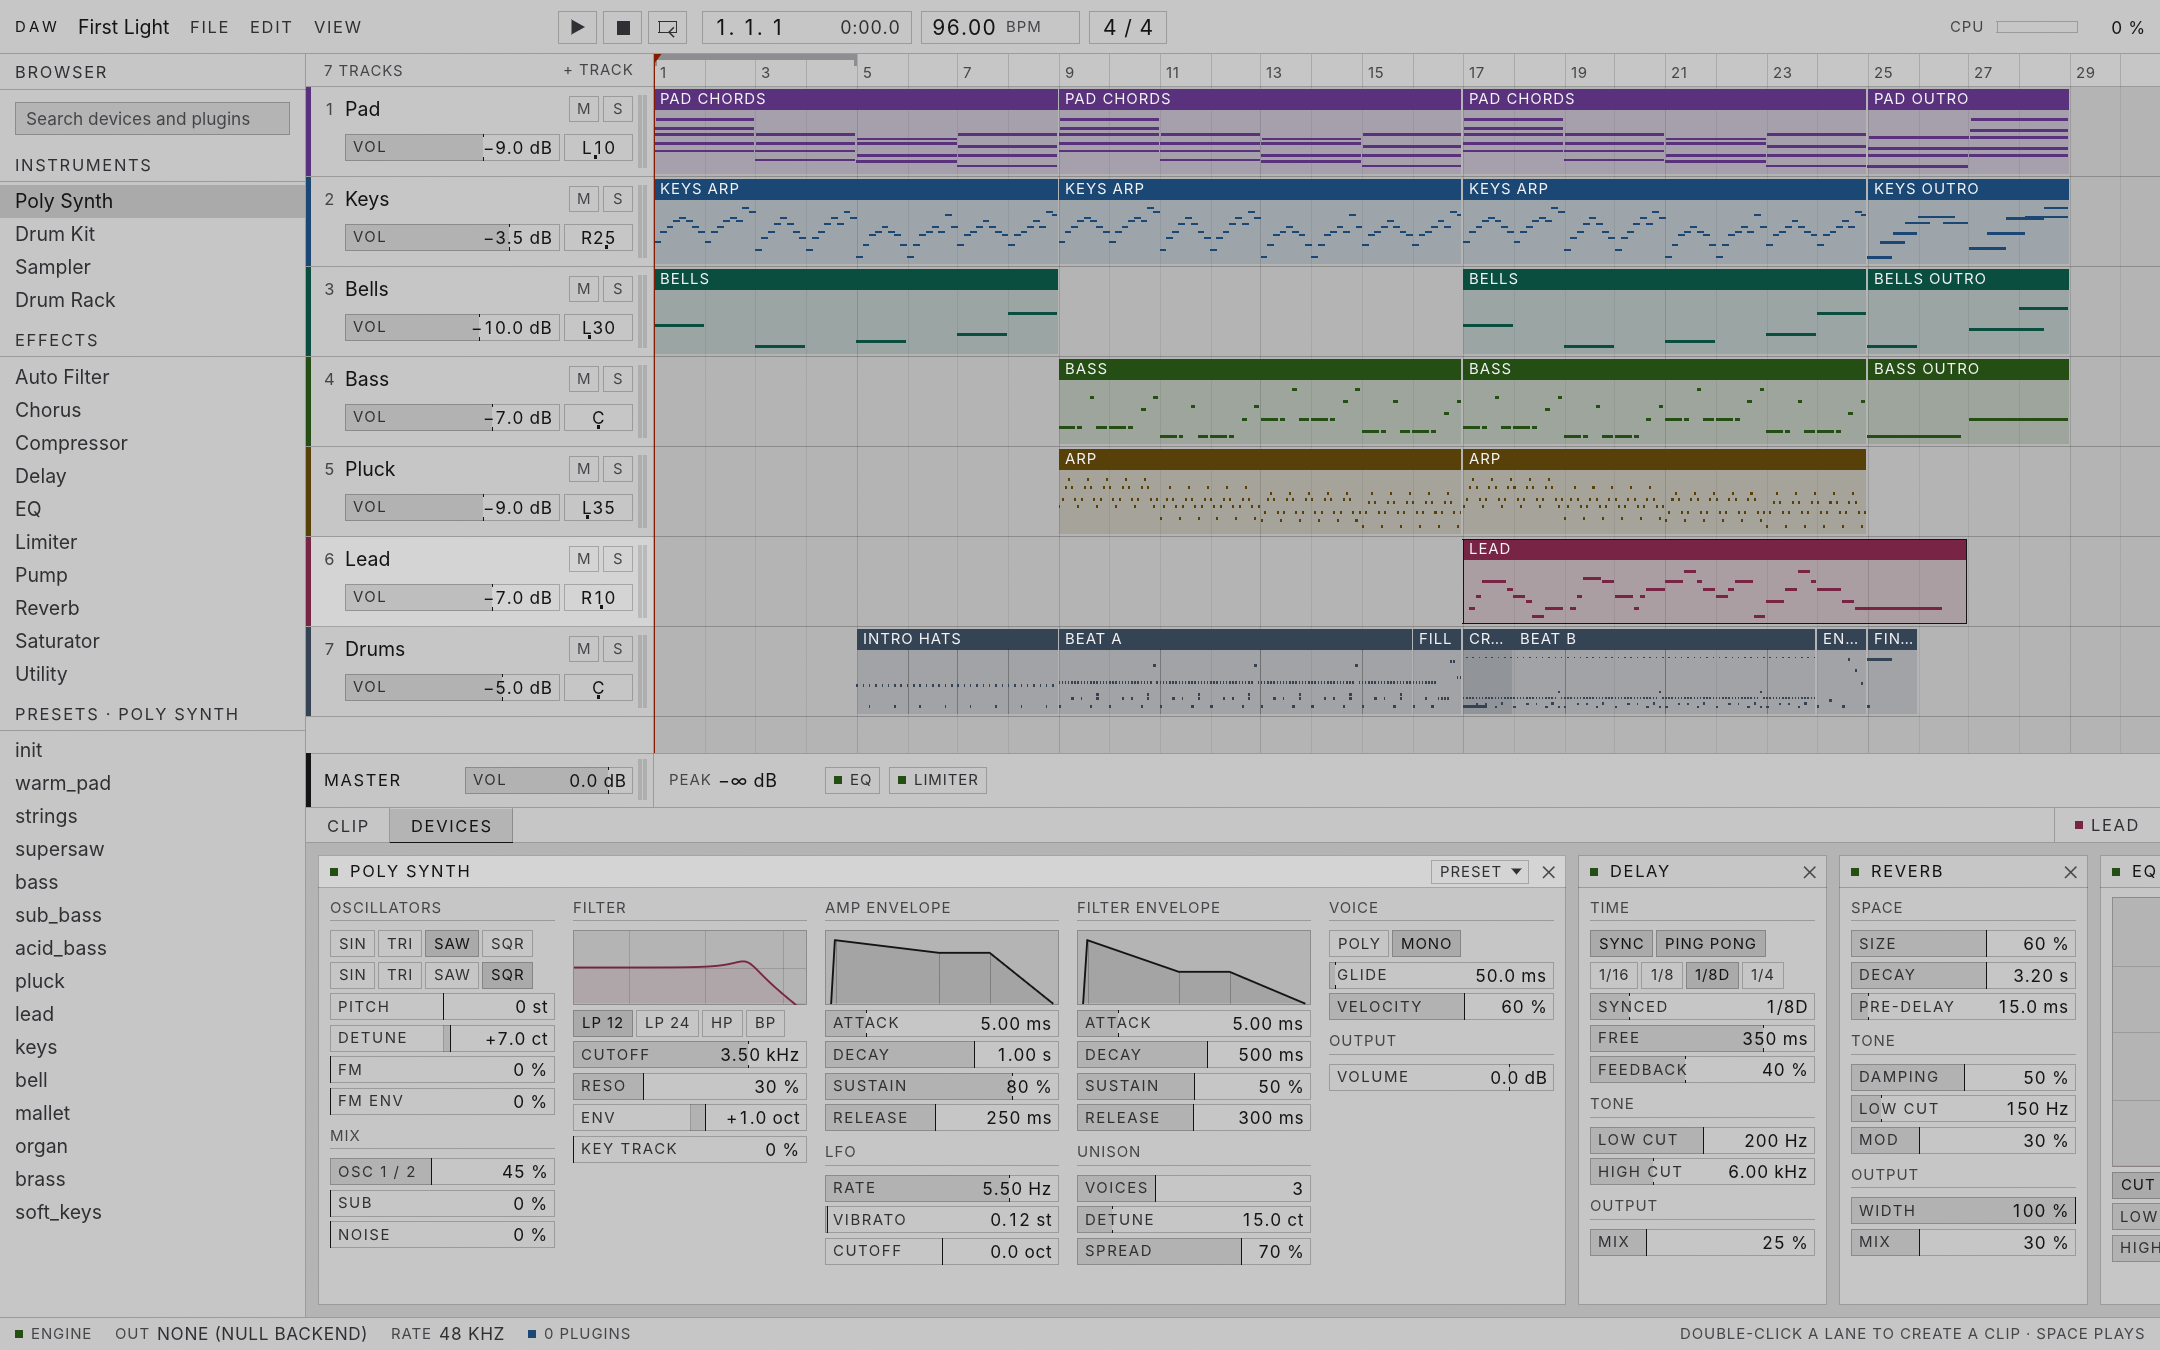 DAW First Light FILE EDIT VIEW
1. 1. 1 0:00.0 96.00 BPM 4 / 4
CPU 0 %
BROWSER
Search devices and plugins
INSTRUMENTS
Poly Synth
Drum Kit
Sampler
Drum Rack
EFFECTS
Auto Filter
Chorus
Compressor
Delay
EQ
Limiter
Pump
Reverb
Saturator
Utility
PRESETS · POLY SYNTH
init
warm_pad
strings
supersaw
bass
sub_bass
acid_bass
pluck
lead
keys
bell
mallet
organ
brass
soft_keys
7 TRACKS + TRACK
1 3 5 7 9 11 13 15 17 19 21 23 25 27 29
1 Pad M S
VOL −9.0 dB L10
PAD CHORDS PAD CHORDS PAD CHORDS PAD OUTRO
2 Keys M S
VOL −3.5 dB R25
KEYS ARP KEYS ARP KEYS ARP KEYS OUTRO
3 Bells M S
VOL −10.0 dB L30
BELLS BELLS BELLS OUTRO
4 Bass M S
VOL −7.0 dB C
BASS BASS BASS OUTRO
5 Pluck M S
VOL −9.0 dB L35
ARP ARP
6 Lead M S
VOL −7.0 dB R10
LEAD
7 Drums M S
VOL −5.0 dB C
INTRO HATS BEAT A FILL CR... BEAT B EN... FIN...
MASTER VOL 0.0 dB PEAK −∞ dB EQ LIMITER
CLIP DEVICES LEAD
POLY SYNTH PRESET
OSCILLATORS
SIN TRI SAW SQR
SIN TRI SAW SQR
PITCH 0 st
DETUNE +7.0 ct
FM 0 %
FM ENV 0 %
MIX
OSC 1 / 2 45 %
SUB 0 %
NOISE 0 %
FILTER
LP 12 LP 24 HP BP
CUTOFF 3.50 kHz
RESO 30 %
ENV +1.0 oct
KEY TRACK 0 %
AMP ENVELOPE
ATTACK 5.00 ms
DECAY 1.00 s
SUSTAIN 80 %
RELEASE 250 ms
LFO
RATE 5.50 Hz
VIBRATO 0.12 st
CUTOFF 0.0 oct
FILTER ENVELOPE
ATTACK 5.00 ms
DECAY 500 ms
SUSTAIN 50 %
RELEASE 300 ms
UNISON
VOICES 3
DETUNE 15.0 ct
SPREAD 70 %
VOICE
POLY MONO
GLIDE 50.0 ms
VELOCITY 60 %
OUTPUT
VOLUME 0.0 dB
DELAY
TIME
SYNC PING PONG
1/16 1/8 1/8D 1/4
SYNCED 1/8D
FREE 350 ms
FEEDBACK 40 %
TONE
LOW CUT 200 Hz
HIGH CUT 6.00 kHz
OUTPUT
MIX 25 %
REVERB
SPACE
SIZE 60 %
DECAY 3.20 s
PRE-DELAY 15.0 ms
TONE
DAMPING 50 %
LOW CUT 150 Hz
MOD 30 %
OUTPUT
WIDTH 100 %
MIX 30 %
EQ
CUT
LOW
HIGH
ENGINE OUT NONE (NULL BACKEND) RATE 48 KHZ 0 PLUGINS
DOUBLE-CLICK A LANE TO CREATE A CLIP · SPACE PLAYS